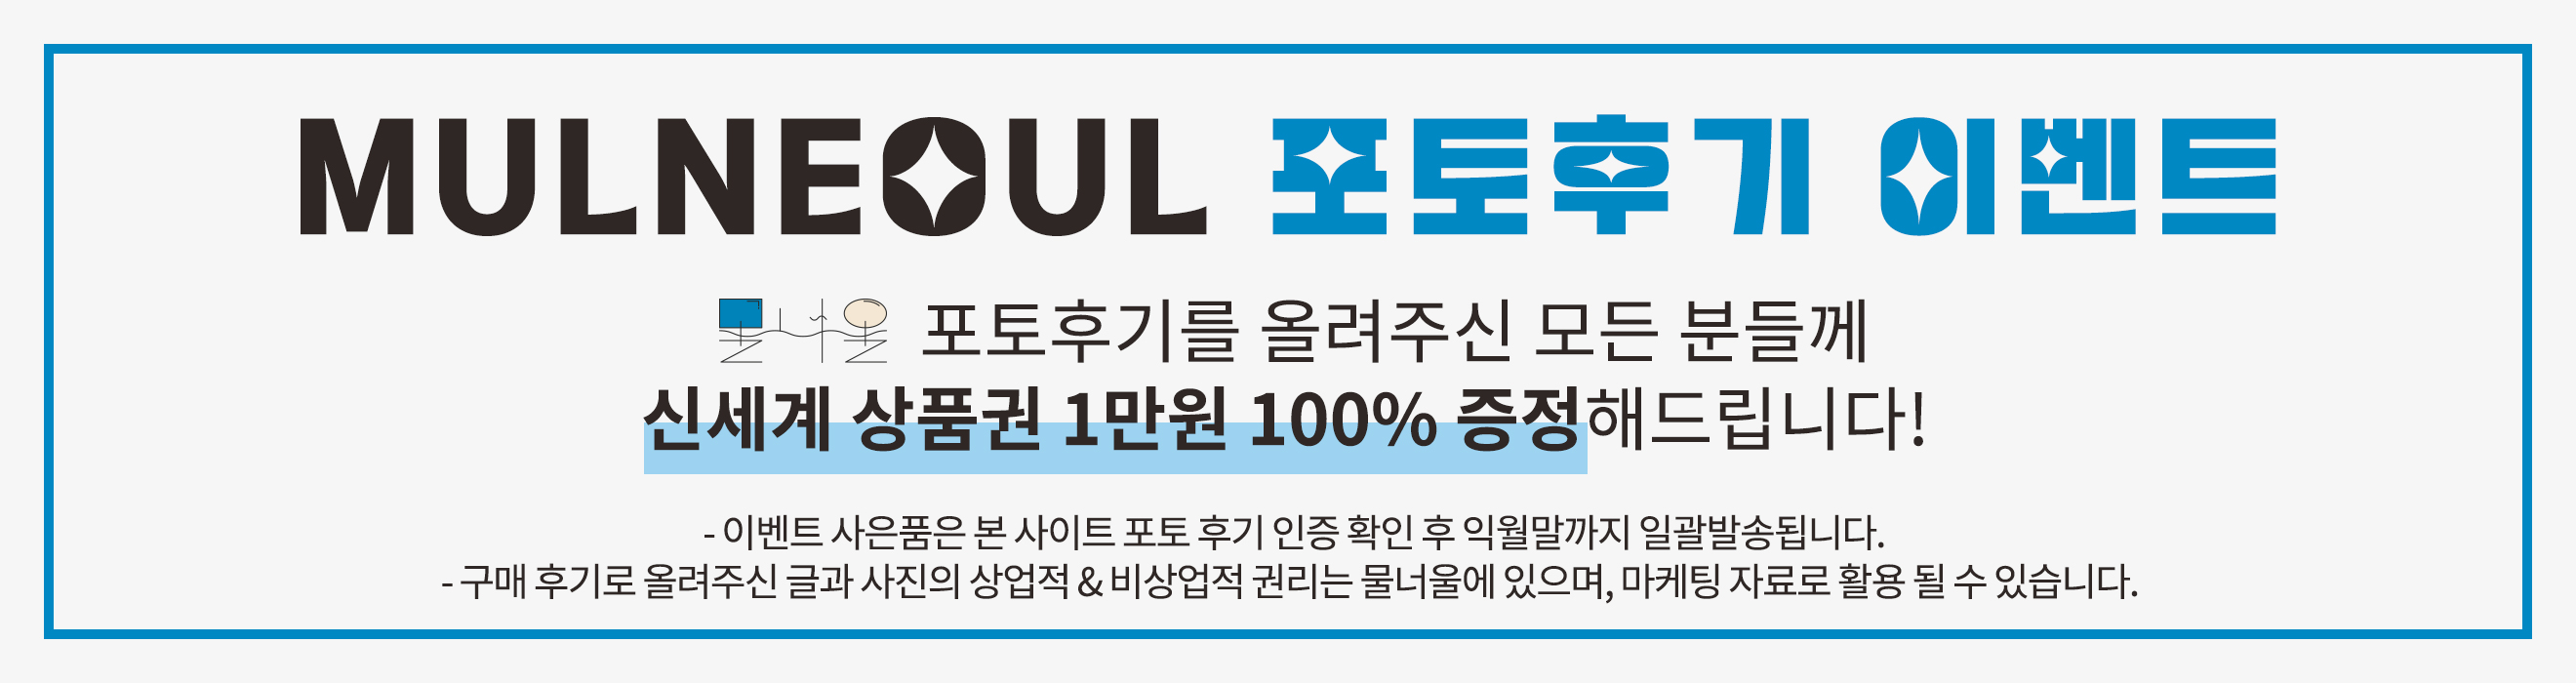 MULNEOUL 포토후기 이벤트
물너울 포토후기를 올려주신 모든 분들께
신세계 상품권 1만원 100% 증정해드립니다!
- 이벤트 사은품은 본 사이트 포토 후기 인증 확인 후 익월말까지 일괄발송됩니다.
- 구매 후기로 올려주신 글과 사진의 상업적 & 비상업적 권리는 물너울에 있으며, 마케팅 자료로 활용 될 수 있습니다.